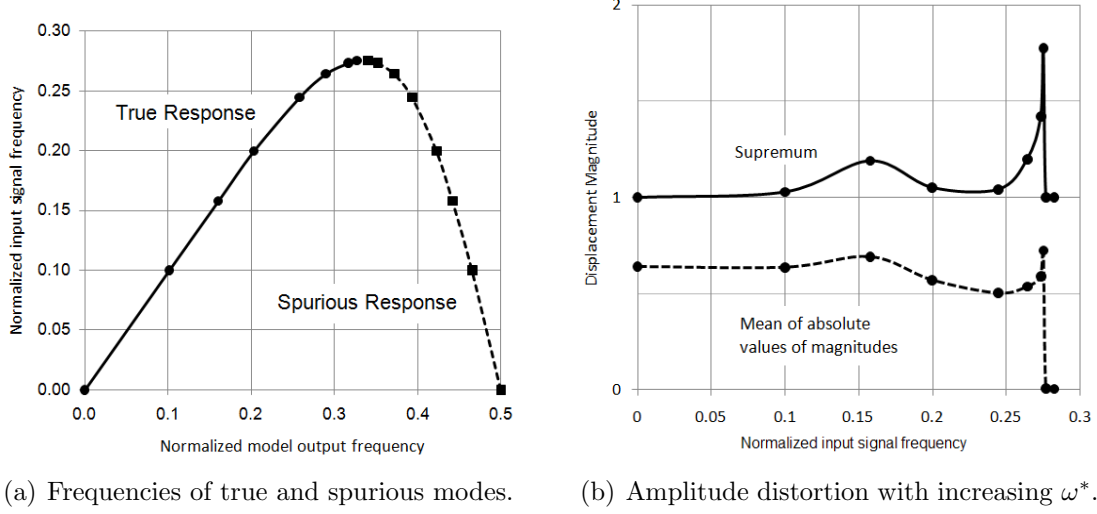 0.30
0.25
0.20
0.15
0.10
0.05
0.00
Normalized input signal frequency
True Response
Spurious Response
0.0 0.1 0.2 0.3 0.4 0.5
Normalized model output frequency
(a) Frequencies of true and spurious modes.
2
1
0
Displacement Magnitude
Supremum
Mean of absolute
values of magnitudes
0 0.05 0.1 0.15 0.2 0.25 0.3
Normalized input signal frequency
(b) Amplitude distortion with increasing ω*.